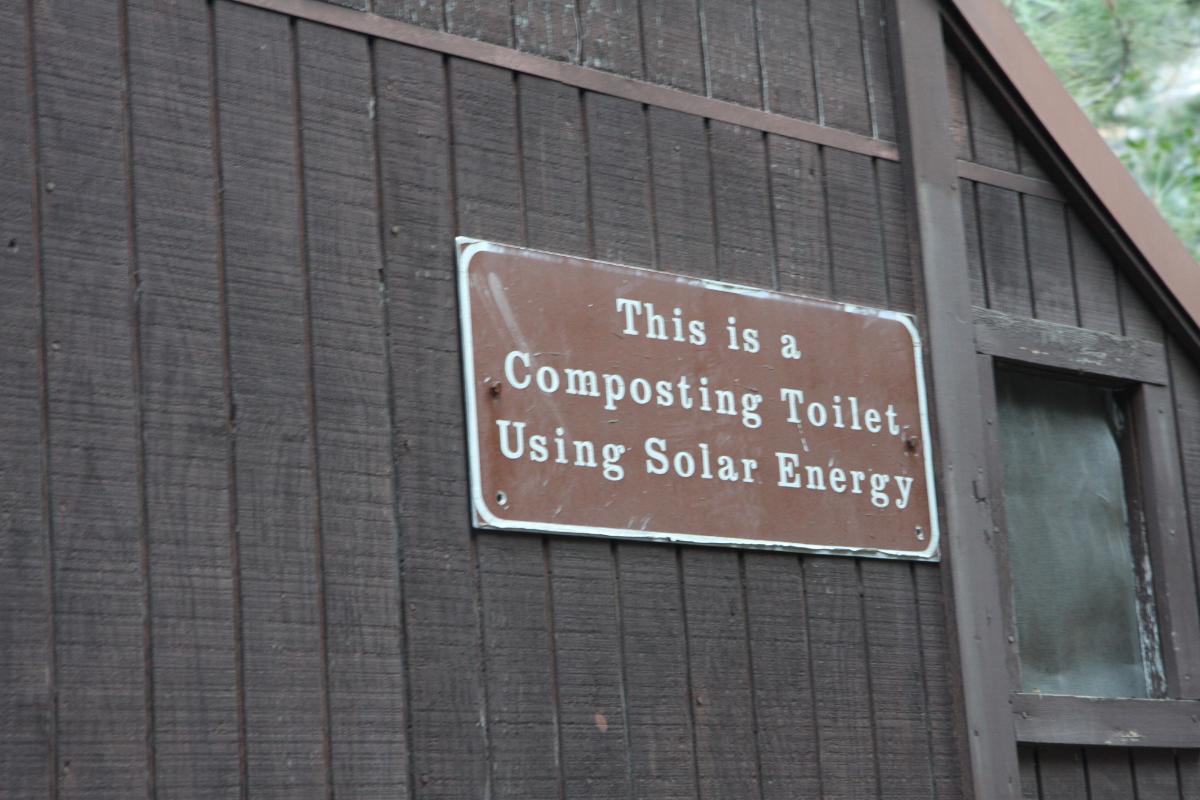 This is a
Composting Toilet
Using Solar Energy